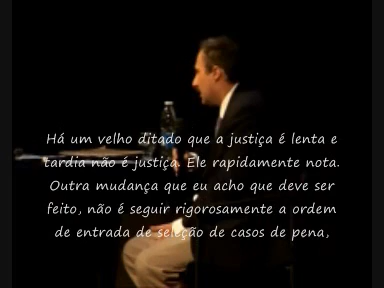 Há um velho ditado que a justiça é lenta e
tardia não é justiça. Ele rapidamente nota.
Outra mudança que eu acho que deve ser
feito, não é seguir rigorosamente a ordem
de entrada de seleção de casos de pena,